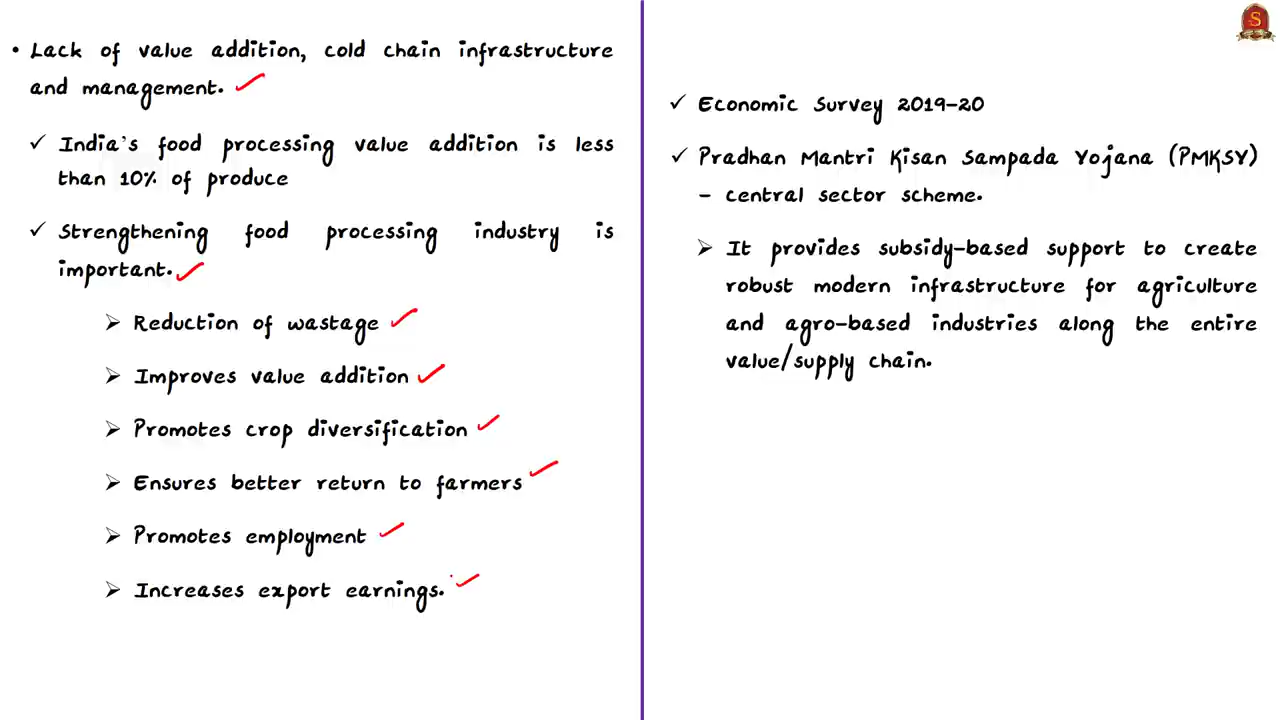 • Lack of value addition, cold chain infrastructure
and management.
✓ India's food processing value addition is less
than 10% of produce
✓ Strengthening food processing industry is
important.
➢ Reduction of wastage
➢ Improves value addition
➢ Promotes crop diversification
➢ Ensures better return to farmers
➢ Promotes employment
➢ Increases export earnings.
✓ Economic Survey 2019-20
✓ Pradhan Mantri Kisan Sampada Yojana (PMKSY)
- central sector scheme.
➢ It provides subsidy-based support to create
robust modern infrastructure for agriculture
and agro-based industries along the entire
value/supply chain.
S